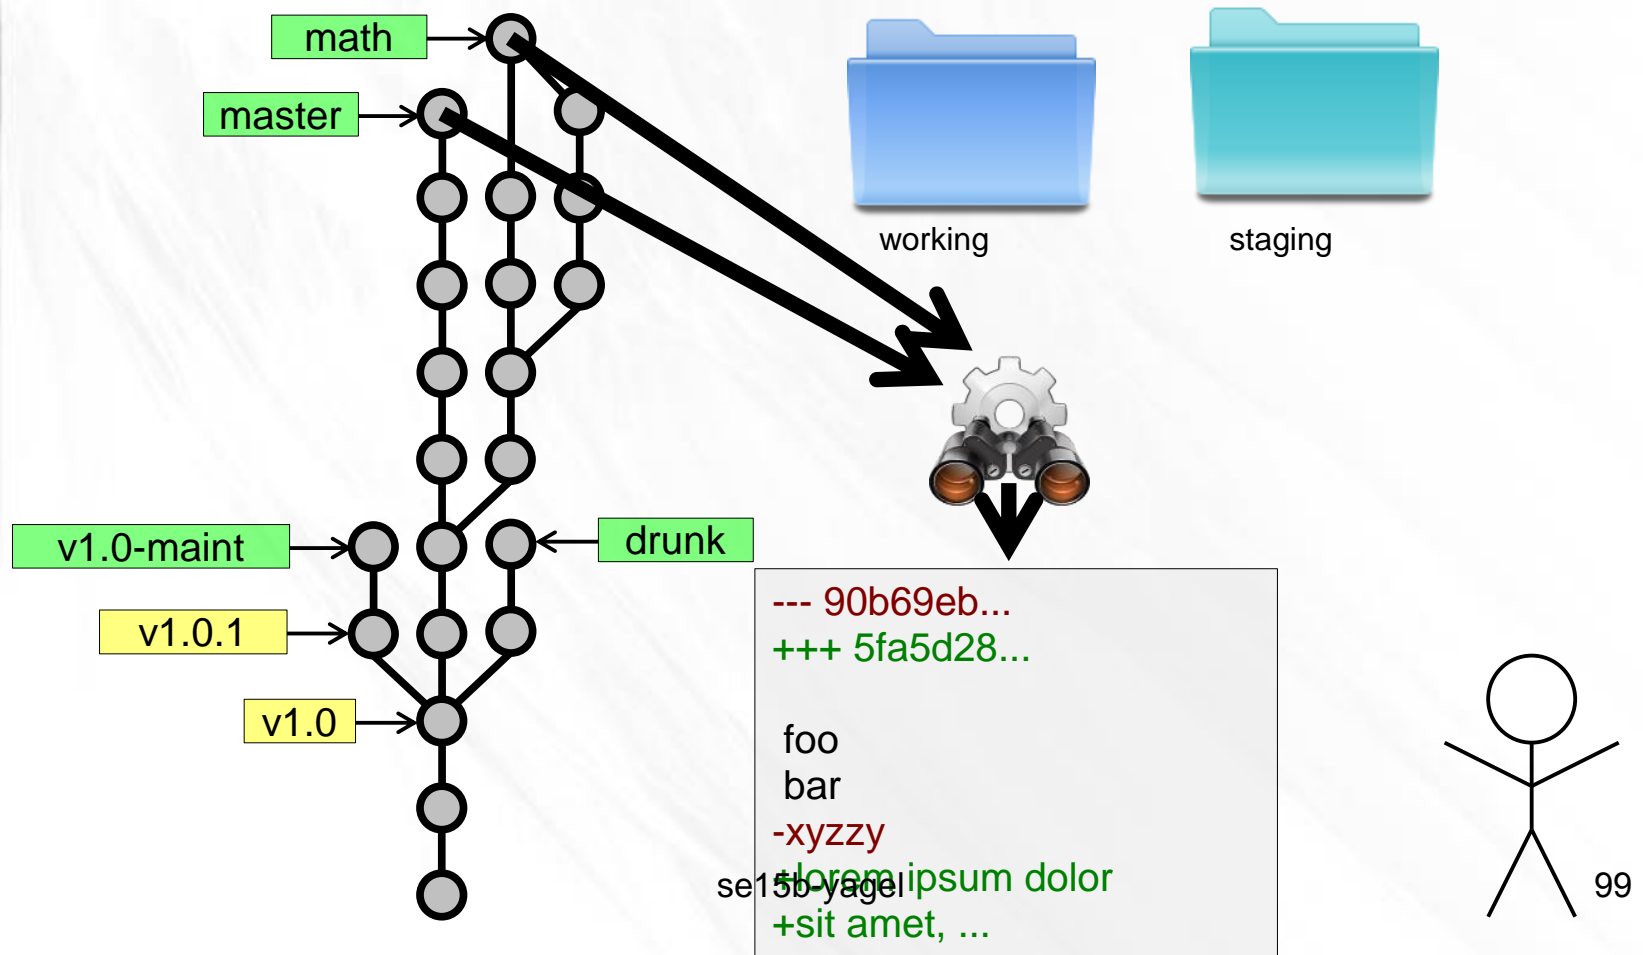 math
master
working
staging
v1.0-maint
drunk
v1.0.1
v1.0
--- 90b69eb...
+++ 5fa5d28...
foo
bar
-xyzzy
+lorem ipsum dolor
se15b-yagel
99
+sit amet, ...